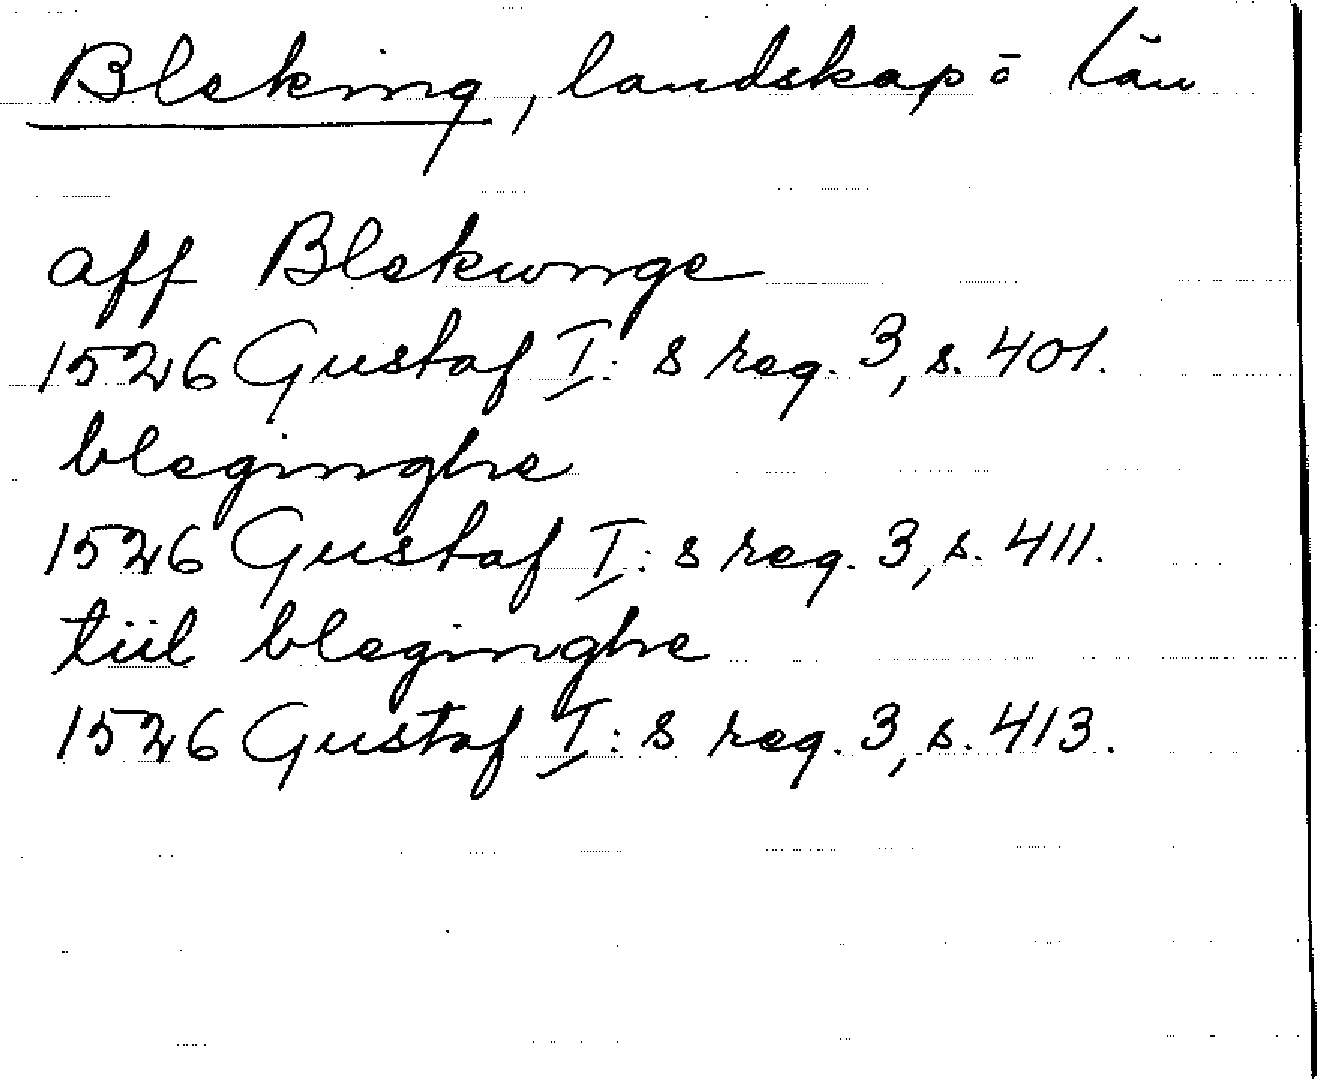 Bleking, landskap o län
aff Blekunge
1526 Gustaf I: s reg. 3, s. 401.
bleginghe
1526 Gustaf I: s reg. 3, s. 411.
tiil bleginghe
1526 Gustaf I: s reg. 3, s. 413.